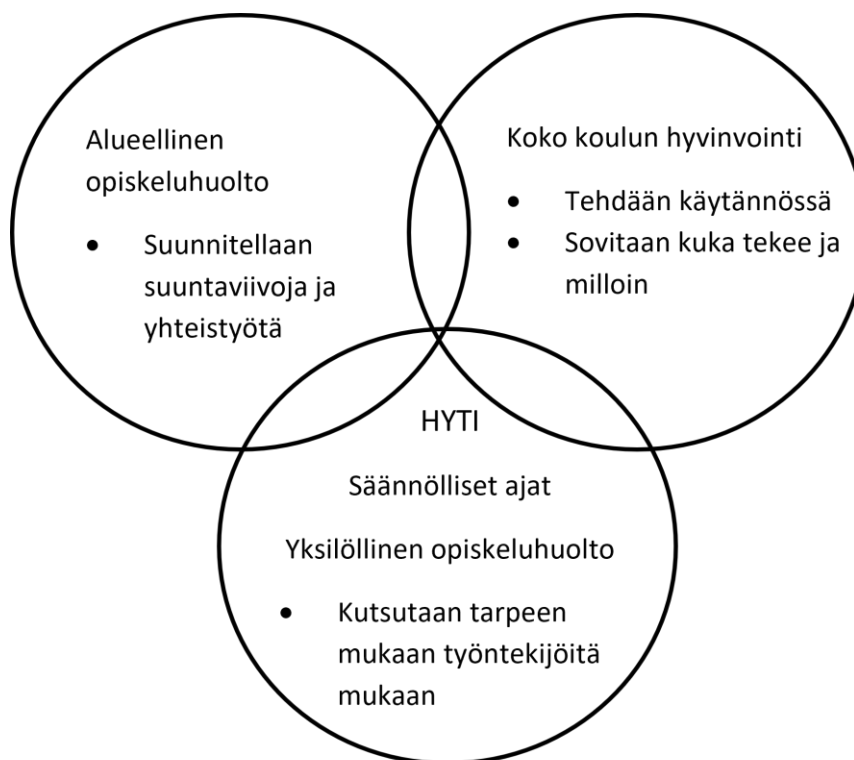 Alueellinen
opiskeluhuolto
• Suunnitellaan
suuntaviivoja ja
yhteistyötä
Koko koulun hyvinvointi
• Tehdään käytännössä
• Sovitaan kuka tekee ja
milloin
HYTI
Säännölliset ajat
Yksilöllinen opiskeluhuolto
• Kutsutaan tarpeen
mukaan työntekijöitä
mukaan